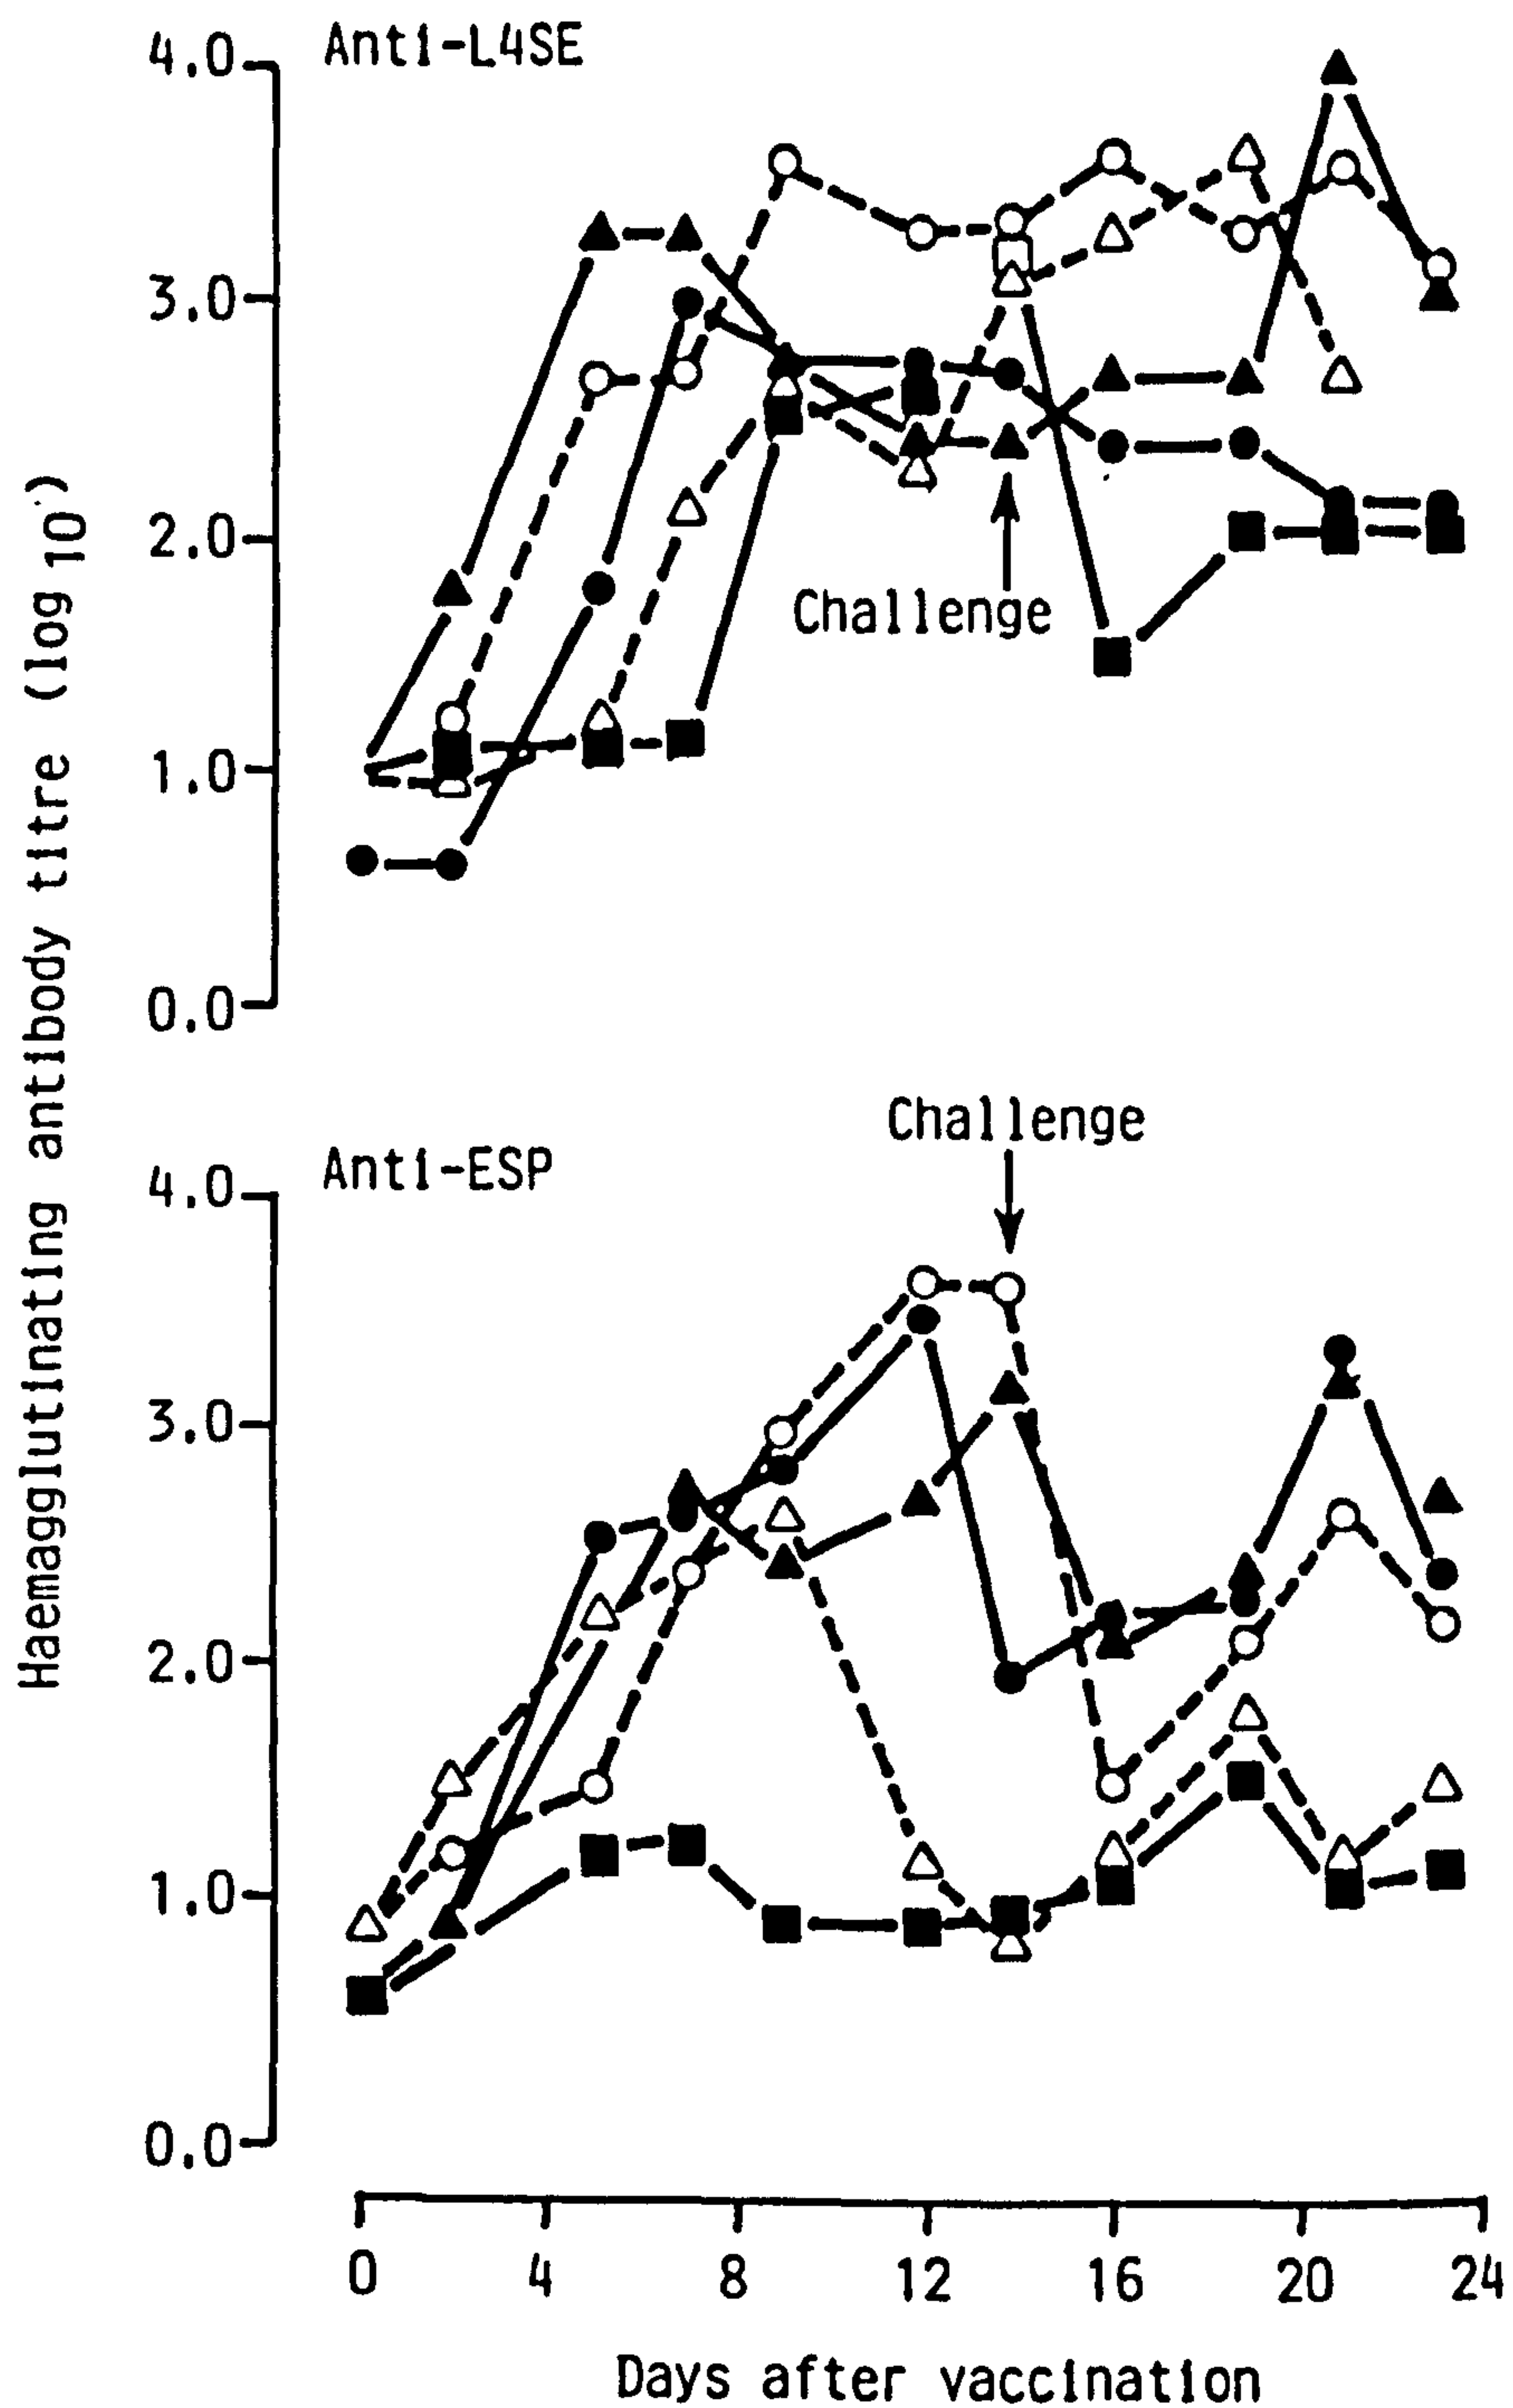 Anti-L4SE
4.0
3.0
2.0
1.0
0.0
Challenge
Haemagglutinating antibody titre (log 10)
Challenge
Anti-ESP
4.0
3.0
2.0
1.0
0.0
0 4 8 12 16 20 24
Days after vaccination